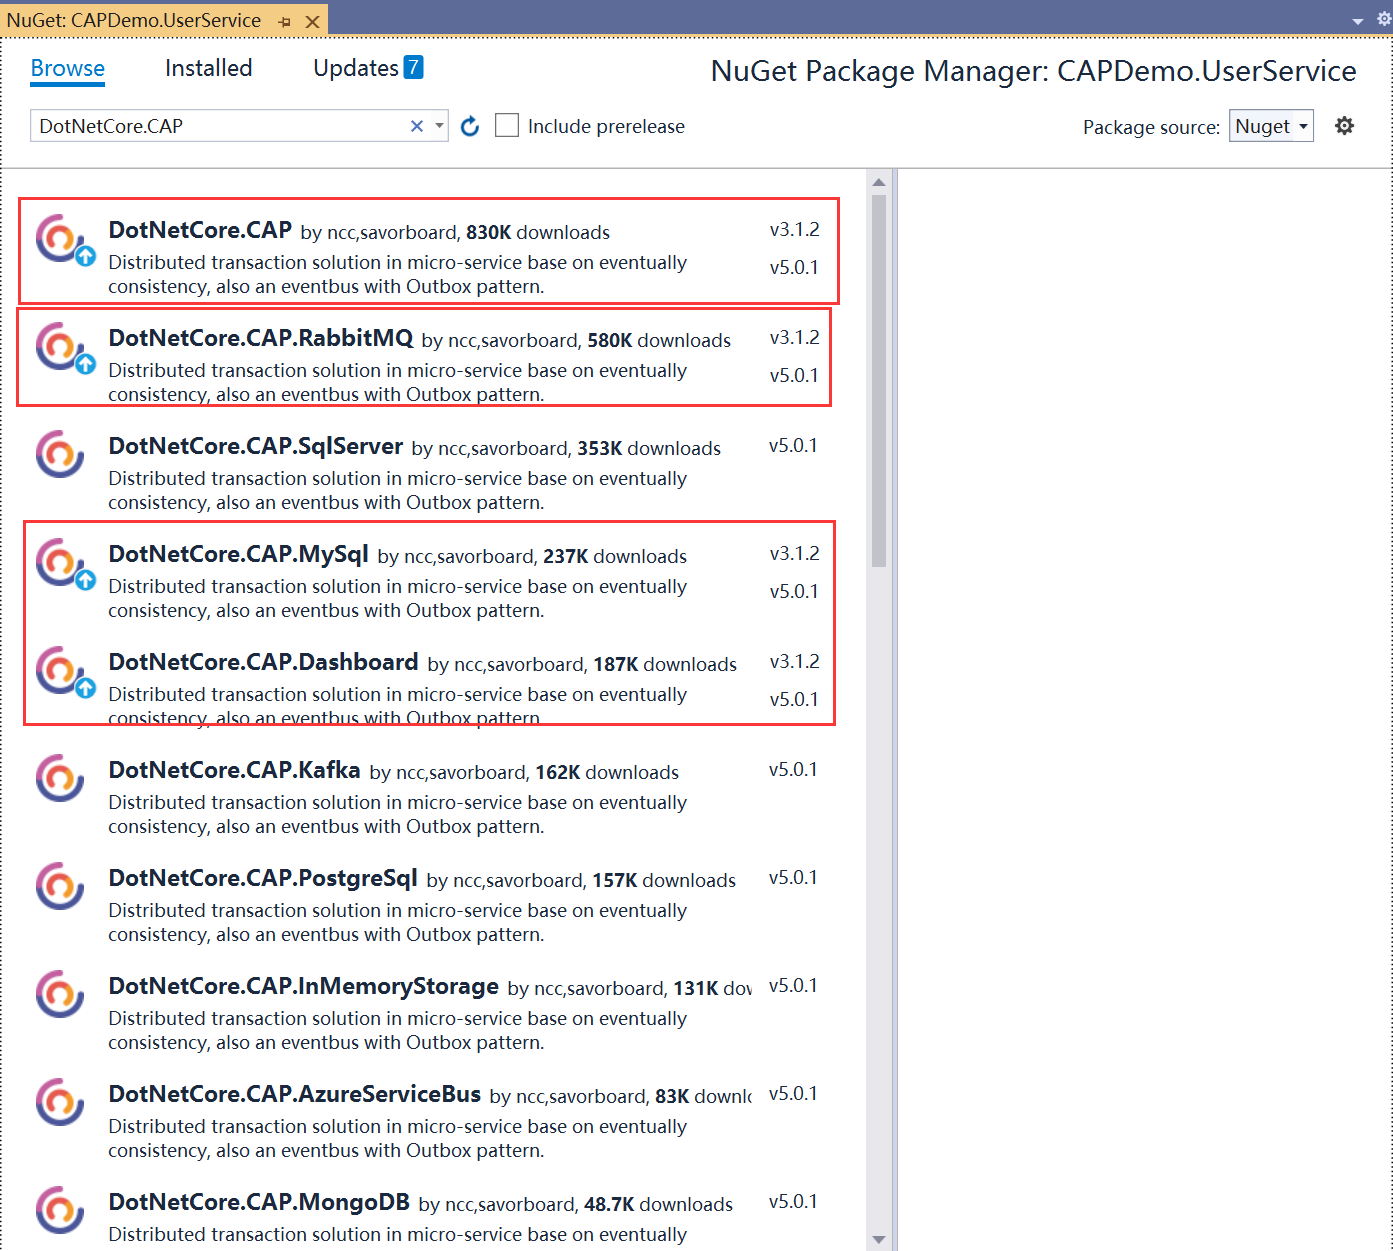 NuGet: CAPDemo.UserService
Browse Installed Updates 7 NuGet Package Manager: CAPDemo.UserService
DotNetCore.CAP Include prerelease Package source: Nuget
DotNetCore.CAP by ncc,savorboard, 830K downloads v3.1.2
Distributed transaction solution in micro-service base on eventually v5.0.1
consistency, also an eventbus with Outbox pattern.
DotNetCore.CAP.RabbitMQ by ncc,savorboard, 580K downloads v3.1.2
Distributed transaction solution in micro-service base on eventually v5.0.1
consistency, also an eventbus with Outbox pattern.
DotNetCore.CAP.SqlServer by ncc,savorboard, 353K downloads v5.0.1
Distributed transaction solution in micro-service base on eventually
consistency, also an eventbus with Outbox pattern.
DotNetCore.CAP.MySql by ncc,savorboard, 237K downloads v3.1.2
Distributed transaction solution in micro-service base on eventually v5.0.1
consistency, also an eventbus with Outbox pattern.
DotNetCore.CAP.Dashboard by ncc,savorboard, 187K downloads v3.1.2
Distributed transaction solution in micro-service base on eventually v5.0.1
consistency, also an eventbus with Outbox pattern.
DotNetCore.CAP.Kafka by ncc,savorboard, 162K downloads v5.0.1
Distributed transaction solution in micro-service base on eventually
consistency, also an eventbus with Outbox pattern.
DotNetCore.CAP.PostgreSql by ncc,savorboard, 157K downloads v5.0.1
Distributed transaction solution in micro-service base on eventually
consistency, also an eventbus with Outbox pattern.
DotNetCore.CAP.InMemoryStorage by ncc,savorboard, 131K dov v5.0.1
Distributed transaction solution in micro-service base on eventually
consistency, also an eventbus with Outbox pattern.
DotNetCore.CAP.AzureServiceBus by ncc,savorboard, 83K downlo v5.0.1
Distributed transaction solution in micro-service base on eventually
consistency, also an eventbus with Outbox pattern.
DotNetCore.CAP.MongoDB by ncc,savorboard, 48.7K downloads v5.0.1
Distributed transaction solution in micro-service base on eventually